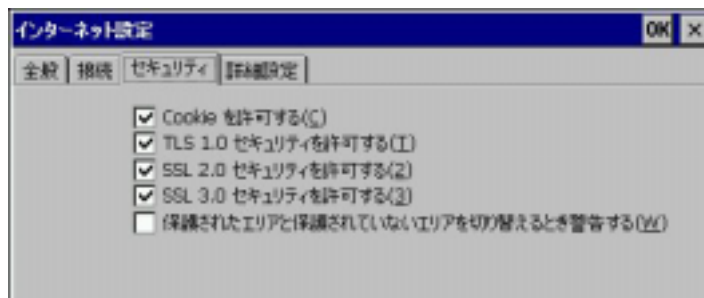 インターネット設定 OK ×
全般 接続 セキュリティ 詳細設定
Cookie を許可する(C)
TLS 1.0 セキュリティを許可する(T)
SSL 2.0 セキュリティを許可する(2)
SSL 3.0 セキュリティを許可する(3)
保護されたエリアと保護されていないエリアを切り替えるとき警告する(W)